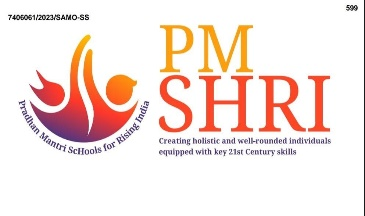 599
7406061/2023/SAMO-SS
PM
SHRI
Pradhan Mantri ScHools for Rising India
Creating holistic and well-rounded individuals
equipped with key 21st Century skills